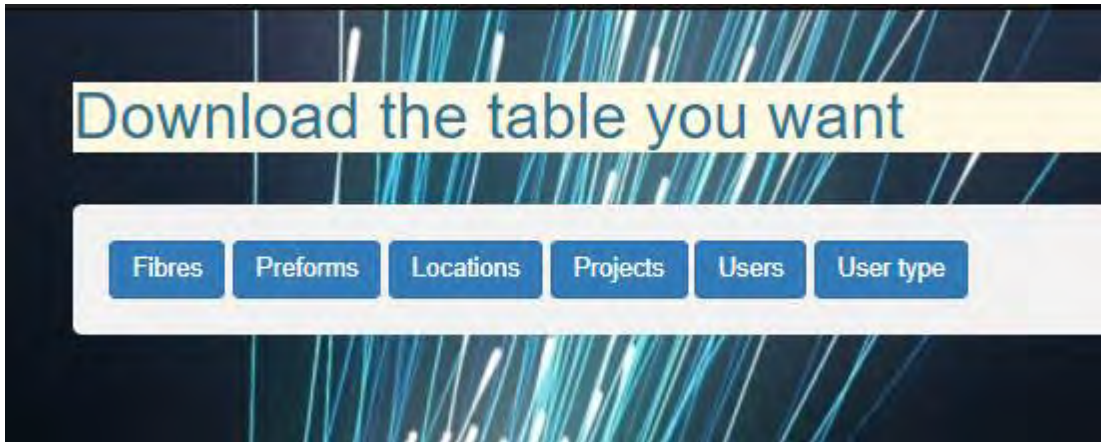 Download the table you want
Fibres Preforms Locations Projects Users User type